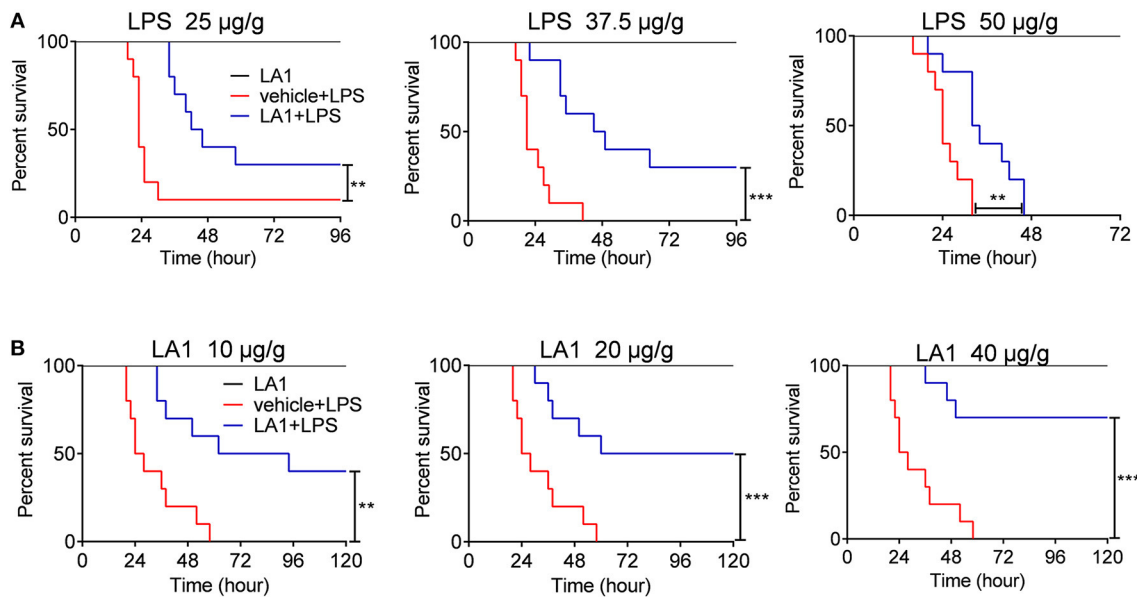 A
LPS 25 µg/g
LPS 37.5 µg/g
LPS 50 µg/g
Percent survival
100
50
0
LA1
vehicle+LPS
LA1+LPS
**
0 24 48 72 96
Time (hour)
Percent survival
100
50
0
***
0 24 48 72 96
Time (hour)
Percent survival
100
50
0
**
0 24 48 72
Time (hour)
B
LA1 10 µg/g
LA1 20 µg/g
LA1 40 µg/g
Percent survival
100
50
0
LA1
vehicle+LPS
LA1+LPS
**
0 24 48 72 96 120
Time (hour)
Percent survival
100
50
0
***
0 24 48 72 96 120
Time (hour)
Percent survival
100
50
0
***
0 24 48 72 96 120
Time (hour)